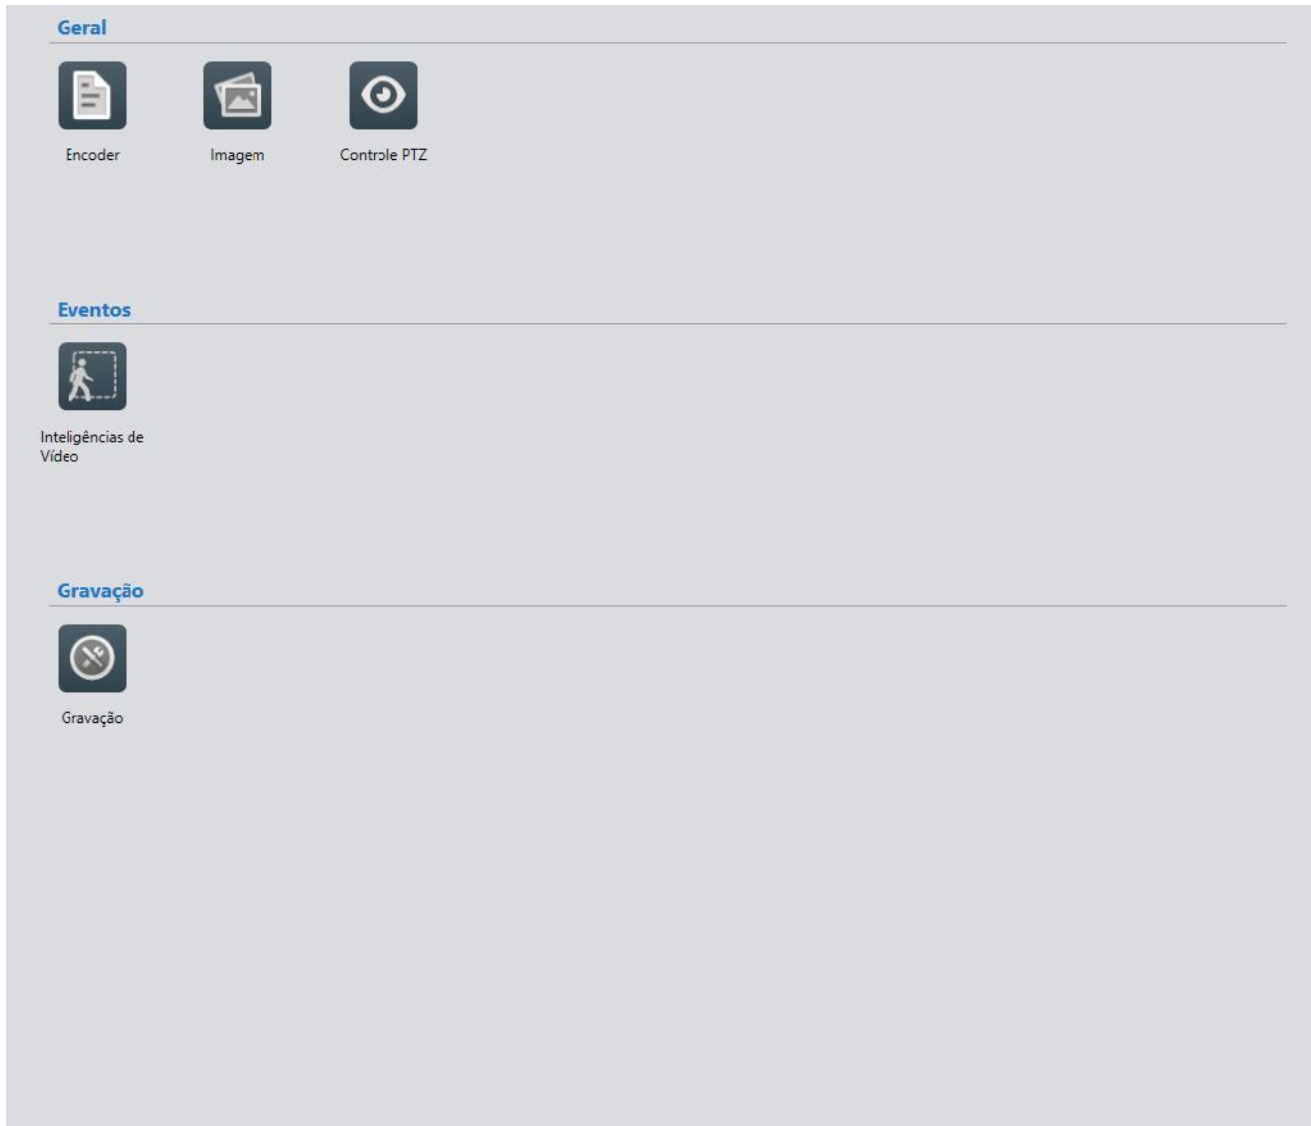 Geral
Encoder
Imagem
Controle PTZ
Eventos
Inteligências de
Vídeo
Gravação
Gravação